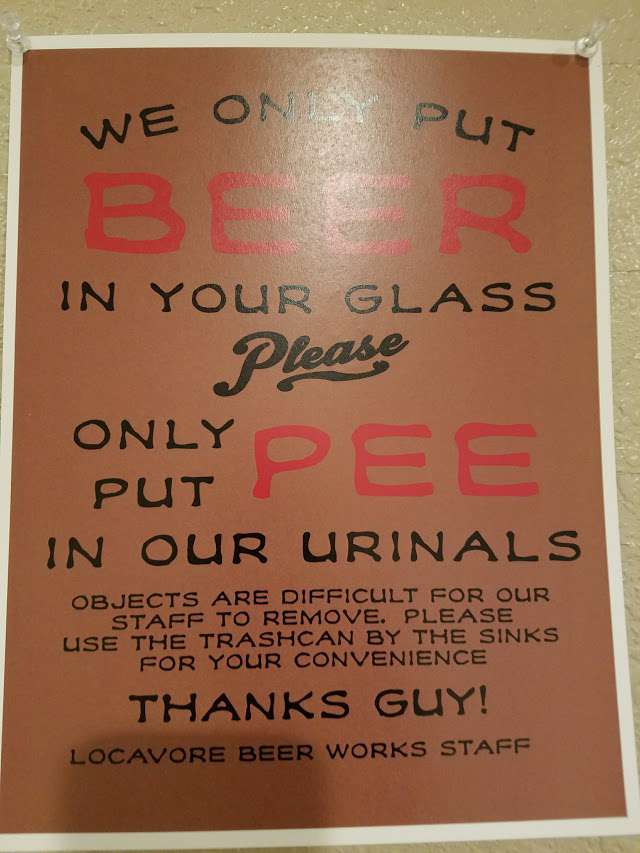 WE ONLY PUT
BEER
IN YOUR GLASS
Please
ONLY
PUT PEE
IN OUR URINALS
OBJECTS ARE DIFFICULT FOR OUR
STAFF TO REMOVE. PLEASE
USE THE TRASHCAN BY THE SINKS
FOR YOUR CONVENIENCE
THANKS GUY!
LOCAVORE BEER WORKS STAFF